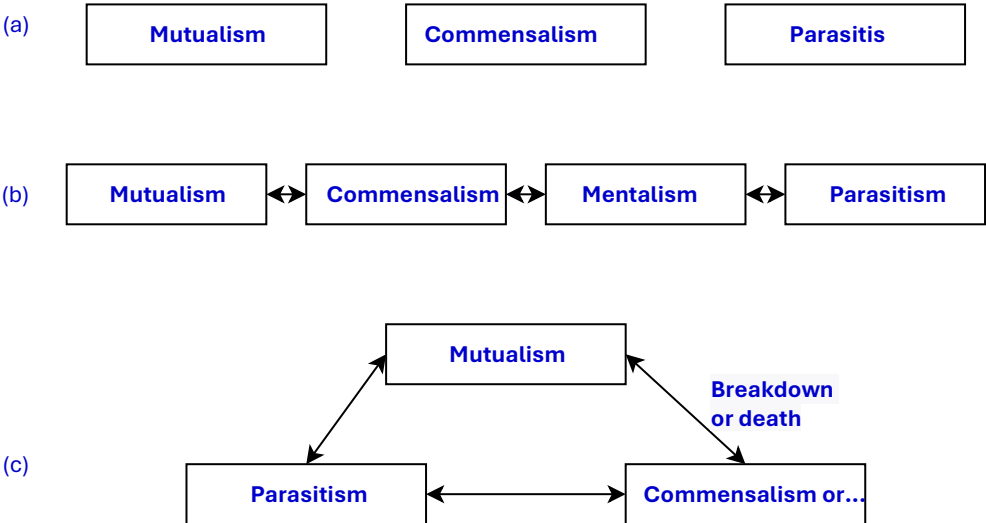 (a)
Mutualism
Commensalism
Parasitis
(b)
Mutualism
Commensalism
Mentalism
Parasitism
Mutualism
Breakdown
or death
(c)
Parasitism
Commensalism or...